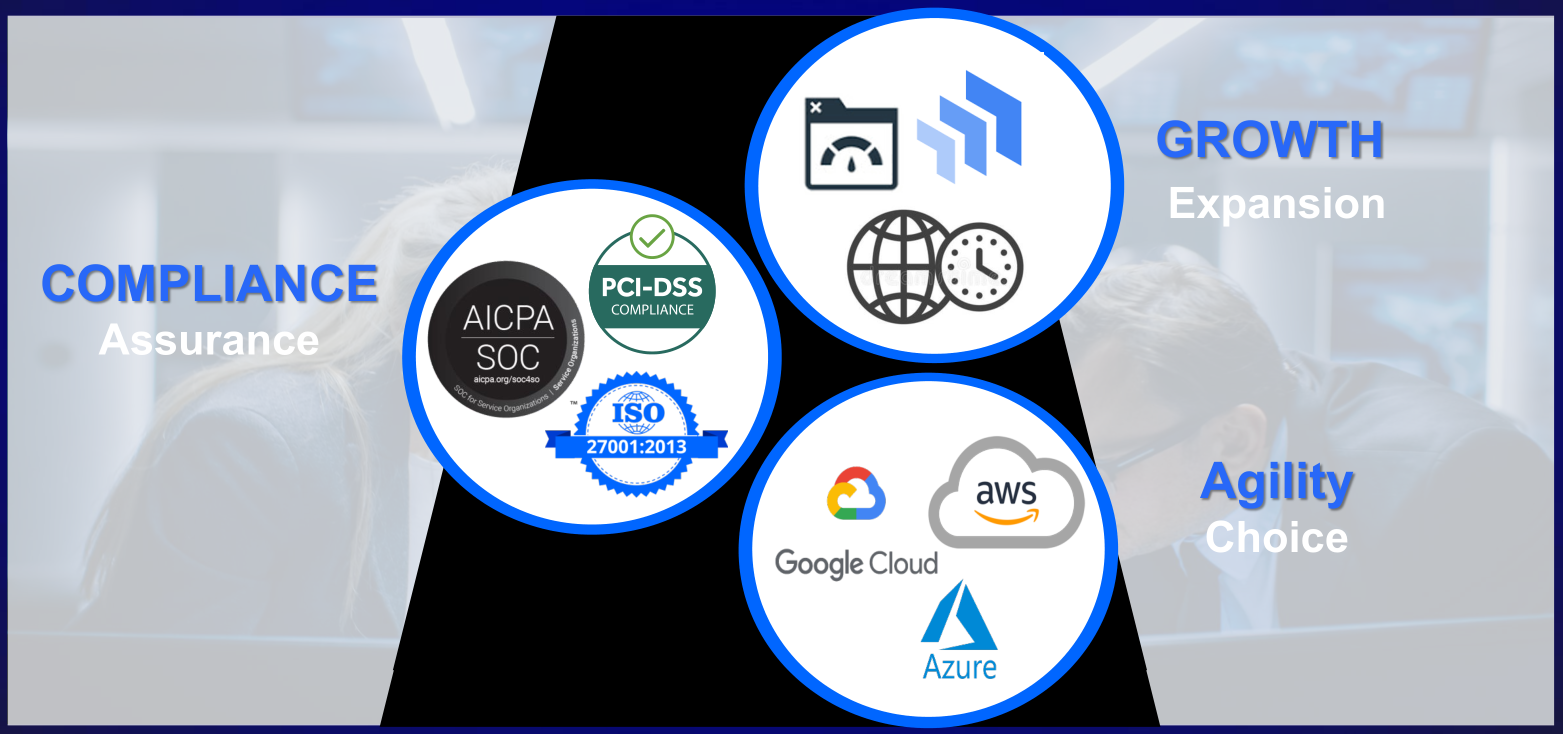 COMPLIANCE
Assurance
AICPA
SOC
aicpa.org/soc4so
SOC for Service Organizations | Service Organizations
TM
PCI-DSS
COMPLIANCE
ISO
27001:2013
GROWTH
Expansion
Google Cloud
aws
Azure
Agility
Choice